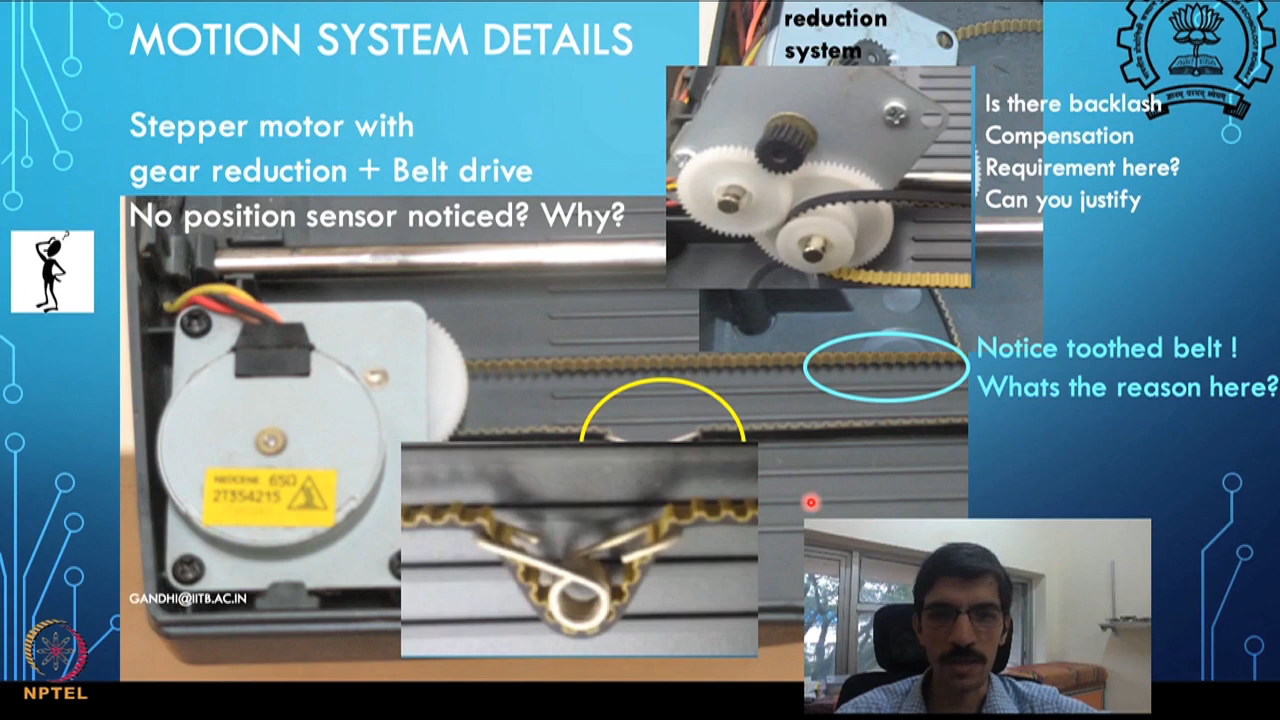 MOTION SYSTEM DETAILS
reduction
system
Stepper motor with
gear reduction + Belt drive
No position sensor noticed? Why?
Is there backlash
Compensation
Requirement here?
Can you justify
Notice toothed belt !
Whats the reason here?
65Ω
2T354215
GANDHI@IITB.AC.IN
NPTEL